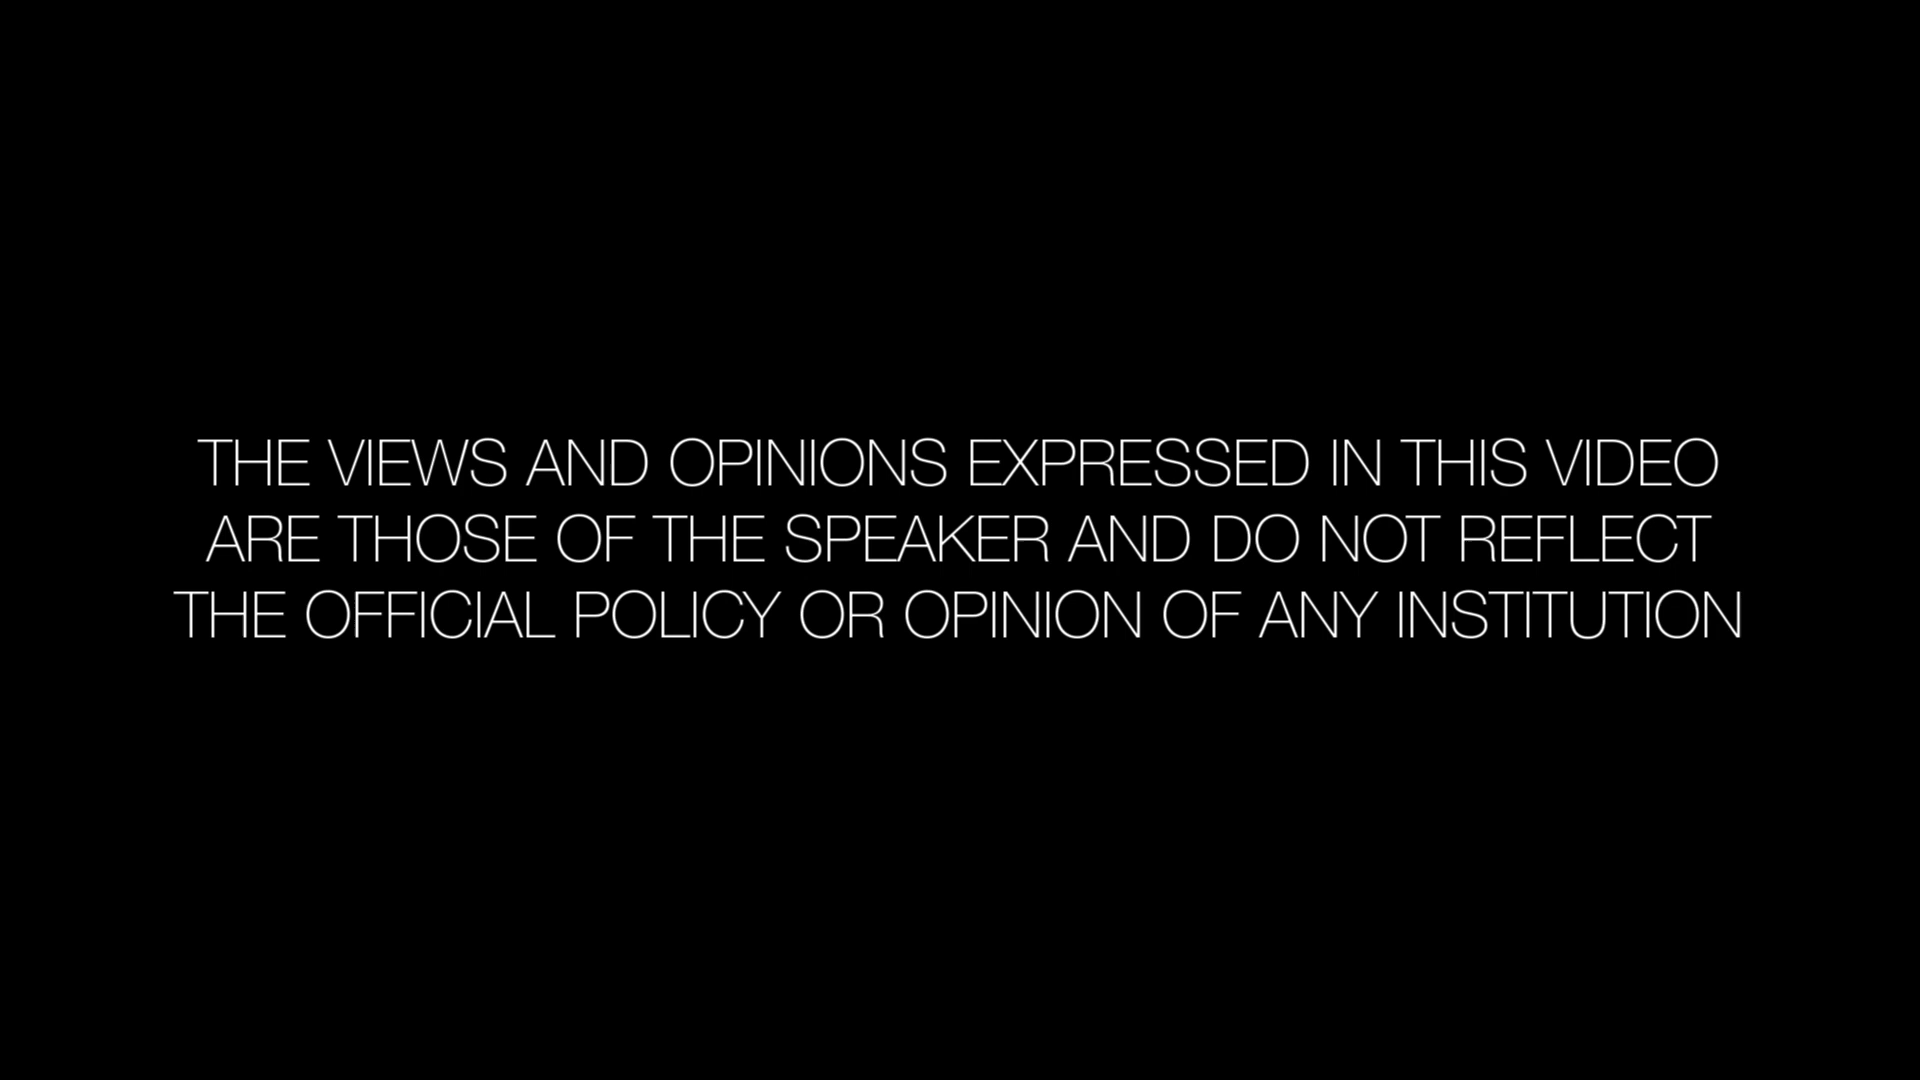 THE VIEWS AND OPINIONS EXPRESSED IN THIS VIDEO
ARE THOSE OF THE SPEAKER AND DO NOT REFLECT
THE OFFICIAL POLICY OR OPINION OF ANY INSTITUTION